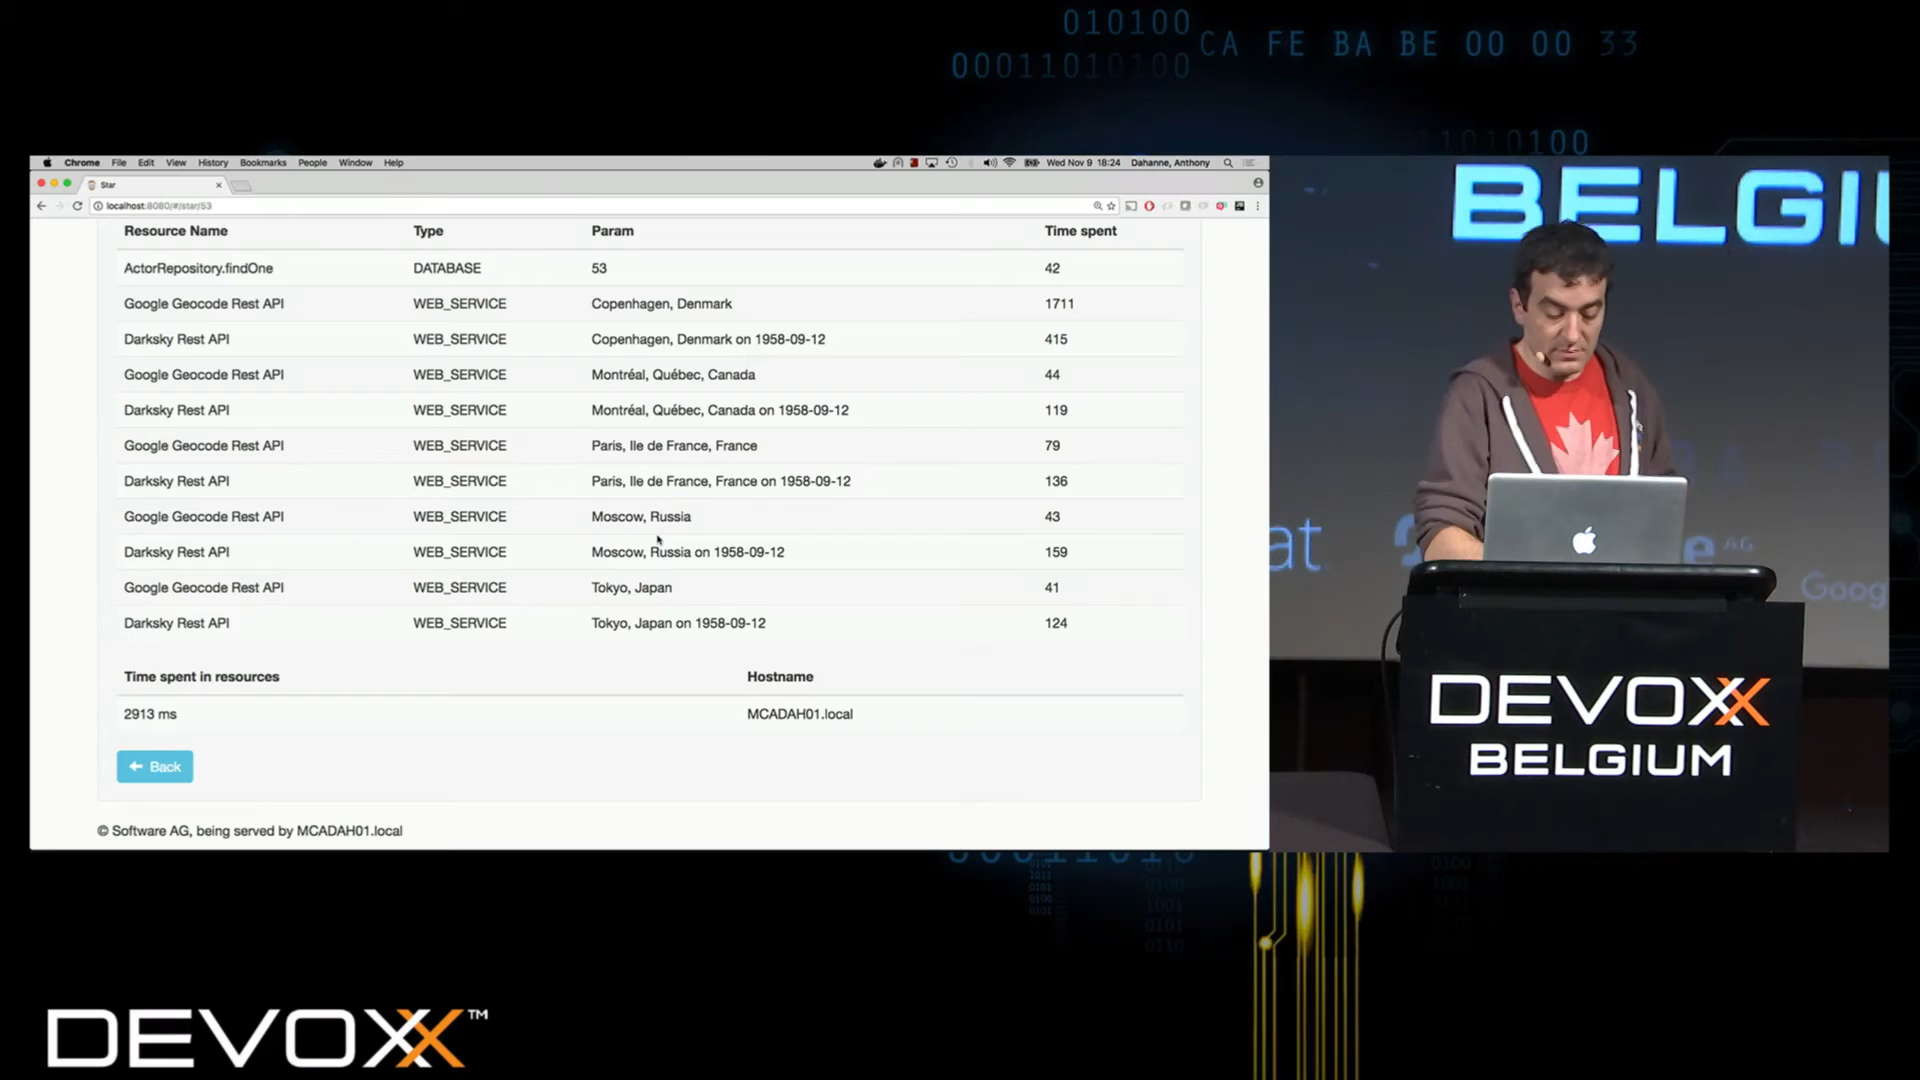 010100
00011010100
CA FE BA BE 00 00 33
1010100
Chrome File Edit View History Bookmarks People Window Help
Wed Nov 9 18:24 Dahanne, Anthony
Star
localhost:8080/#/star/53
Resource Name Type Param Time spent
ActorRepository.findOne DATABASE 53 42
Google Geocode Rest API WEB_SERVICE Copenhagen, Denmark 1711
Darksky Rest API WEB_SERVICE Copenhagen, Denmark on 1958-09-12 415
Google Geocode Rest API WEB_SERVICE Montréal, Québec, Canada 44
Darksky Rest API WEB_SERVICE Montréal, Québec, Canada on 1958-09-12 119
Google Geocode Rest API WEB_SERVICE Paris, Ile de France, France 79
Darksky Rest API WEB_SERVICE Paris, Ile de France, France on 1958-09-12 136
Google Geocode Rest API WEB_SERVICE Moscow, Russia 43
Darksky Rest API WEB_SERVICE Moscow, Russia on 1958-09-12 159
Google Geocode Rest API WEB_SERVICE Tokyo, Japan 41
Darksky Rest API WEB_SERVICE Tokyo, Japan on 1958-09-12 124
Time spent in resources Hostname
2913 ms MCADAH01.local
Back
© Software AG, being served by MCADAH01.local
BELGIU
at
e AG
Goog
DEVOXX
BELGIUM
DEVOXX™